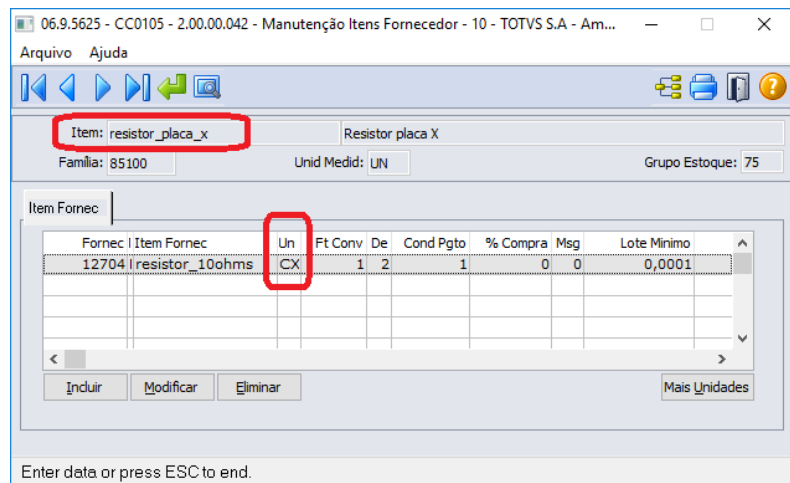 06.9.5625 - CC0105 - 2.00.00.042 - Manutenção Itens Fornecedor - 10 - TOTVS S.A - Am...
Arquivo Ajuda
Item: resistor_placa_x Resistor placa X
Família: 85100 Unid Medid: UN Grupo Estoque: 75
Item Fornec
Fornec Item Fornec Un Ft Conv De Cond Pgto % Compra Msg Lote Minimo
12704 resistor_10ohms CX 1 2 1 0 0 0,0001
Incluir Modificar Eliminar Mais Unidades
Enter data or press ESC to end.